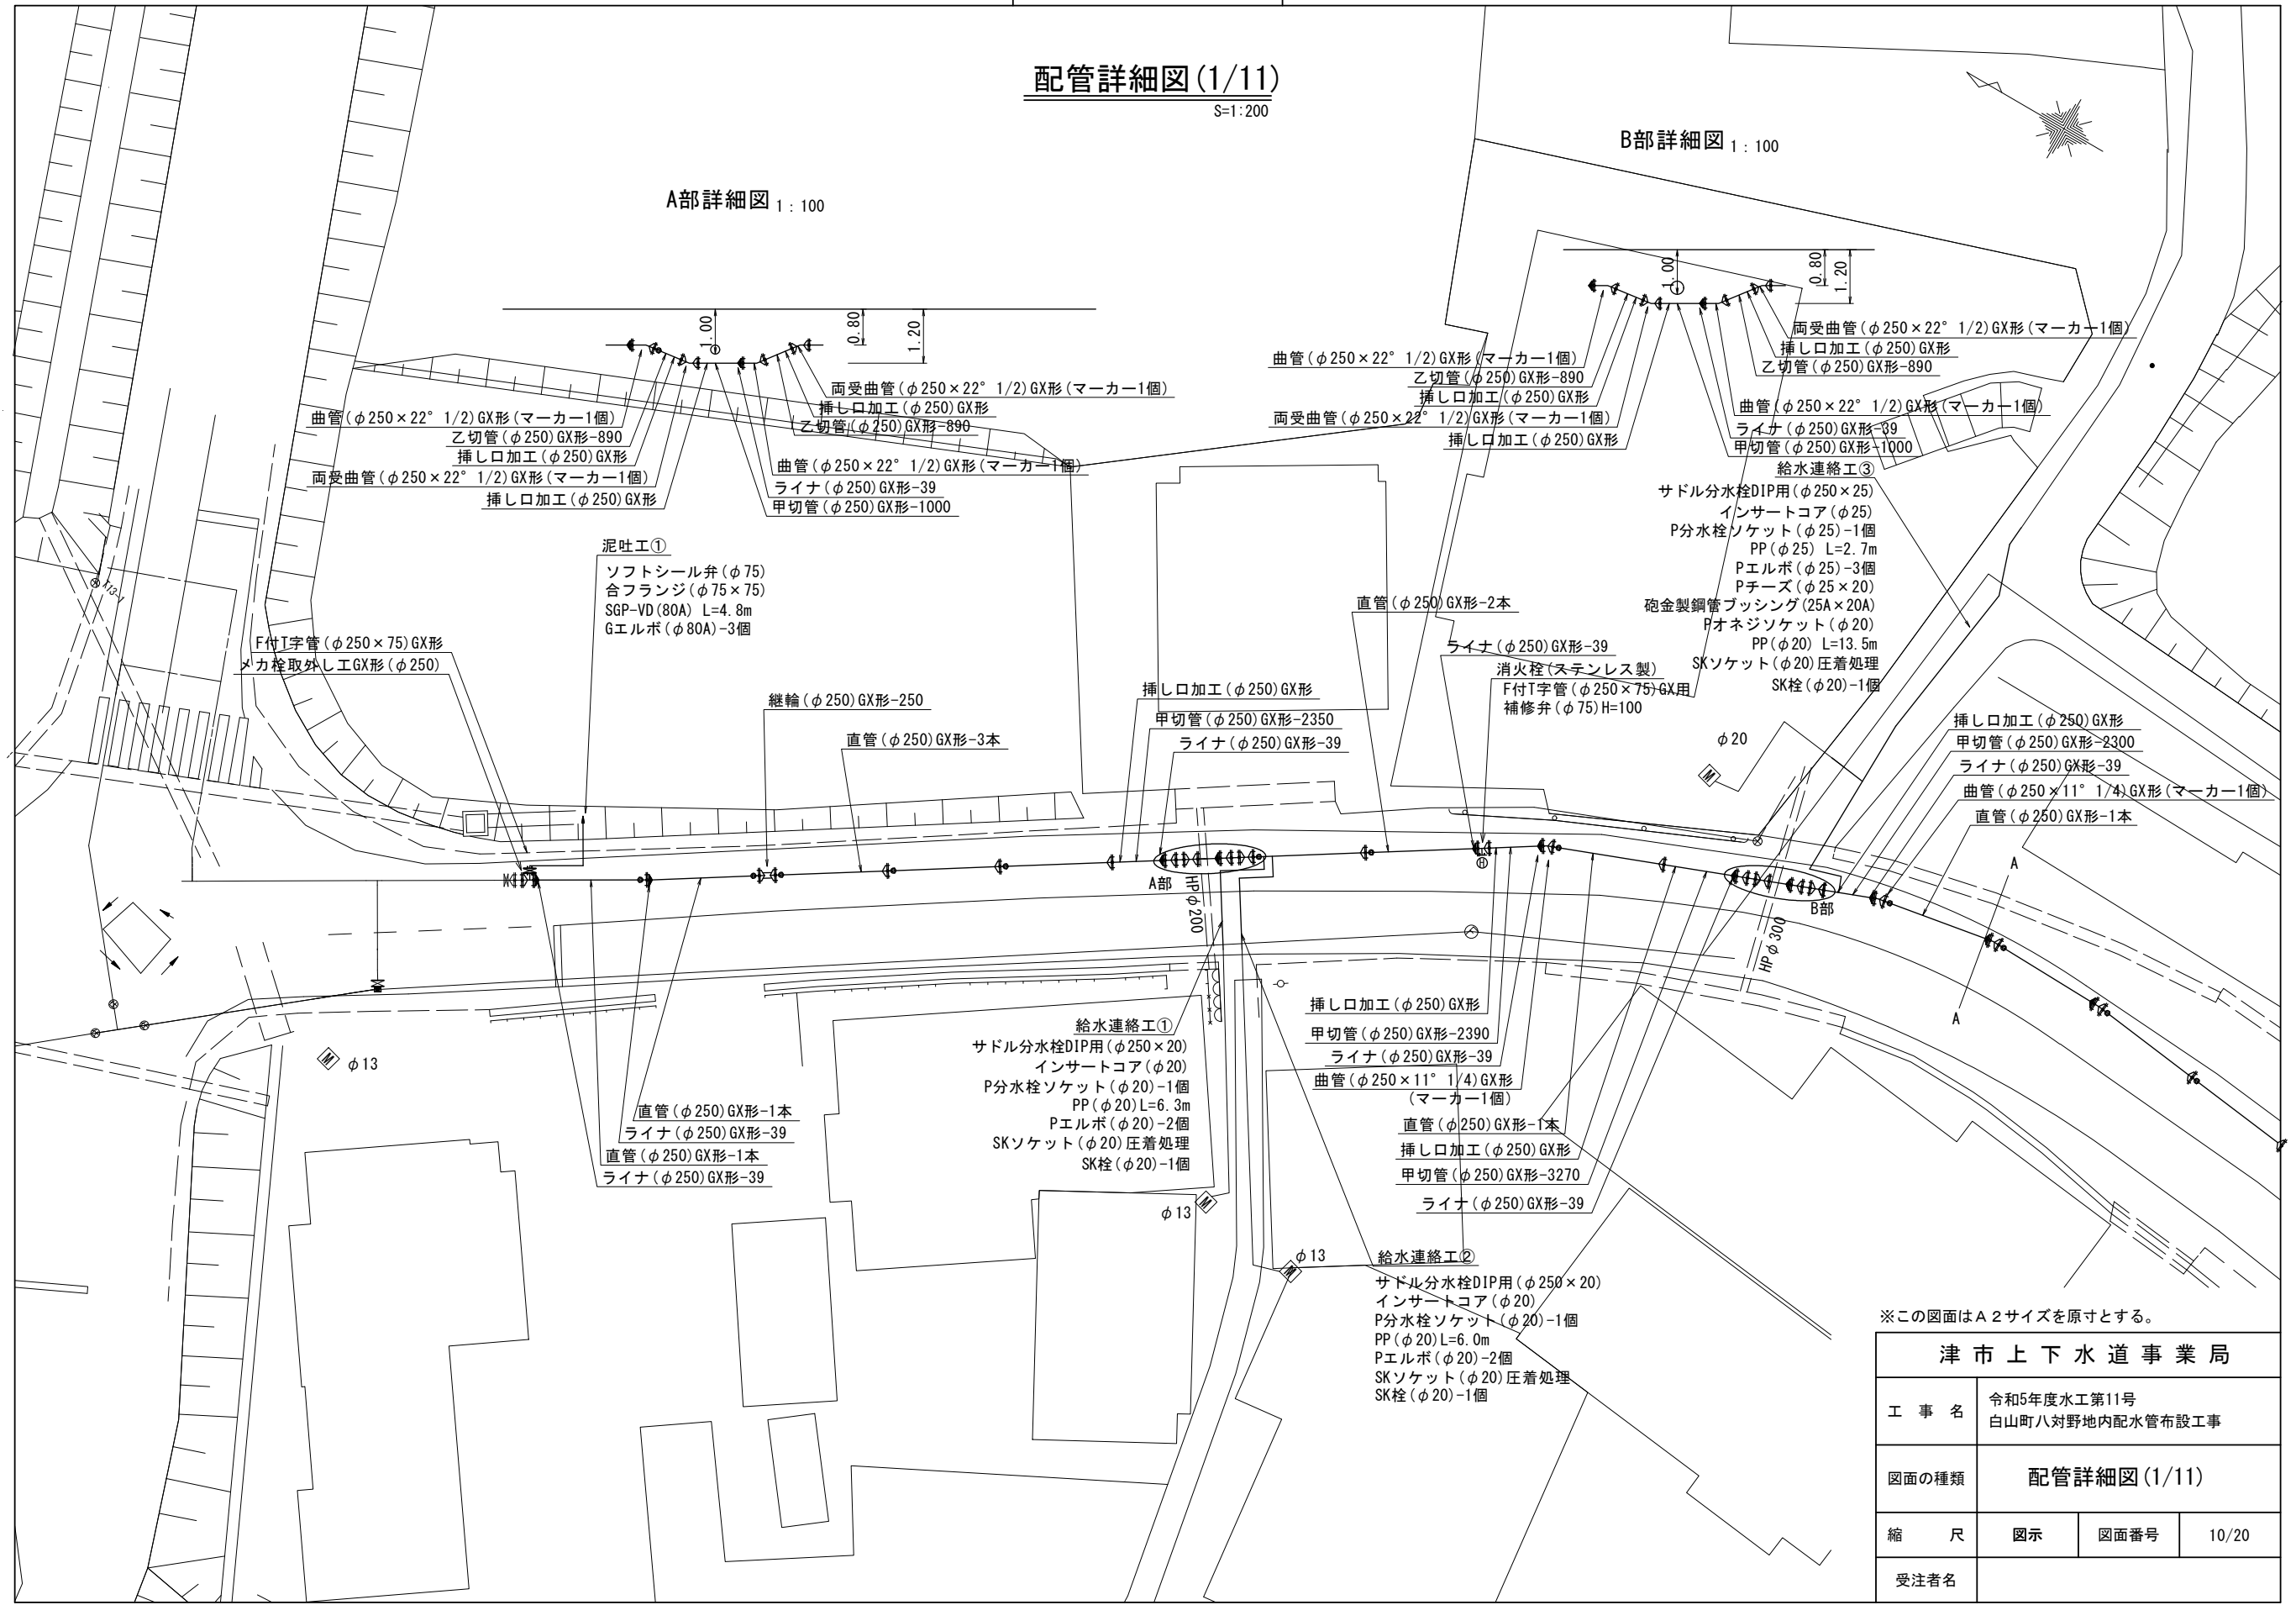 配管詳細図(1/11)
S=1:200
A部詳細図 1:100
1.00
0.80
1.20
曲管(φ250×22°1/2)GX形(マーカー1個)
乙切管(φ250)GX形-890
挿し口加工(φ250)GX形
両受曲管(φ250×22°1/2)GX形(マーカー1個)
挿し口加工(φ250)GX形
両受曲管(φ250×22°1/2)GX形(マーカー1個)
挿し口加工(φ250)GX形
乙切管(φ250)GX形-890
曲管(φ250×22°1/2)GX形(マーカー1個)
ライナ(φ250)GX形-39
甲切管(φ250)GX形-1000
B部詳細図 1:100
1.00
0.80
1.20
曲管(φ250×22°1/2)GX形(マーカー1個)
乙切管(φ250)GX形-890
挿し口加工(φ250)GX形
両受曲管(φ250×22°1/2)GX形(マーカー1個)
挿し口加工(φ250)GX形
両受曲管(φ250×22°1/2)GX形(マーカー1個)
挿し口加工(φ250)GX形
乙切管(φ250)GX形-890
曲管(φ250×22°1/2)GX形(マーカー1個)
ライナ(φ250)GX形-39
甲切管(φ250)GX形-1000
給水連絡工③
サドル分水栓DIP用(φ250×25)
インサートコア(φ25)
P分水栓ソケット(φ25)-1個
PP(φ25) L=2.7m
Pエルボ(φ25)-3個
Pチーズ(φ25×20)
砲金製鋼管ブッシング(25A×20A)
Pオネジソケット(φ20)
PP(φ20) L=13.5m
SKソケット(φ20)圧着処理
SK栓(φ20)-1個
泥吐工①
ソフトシール弁(φ75)
合フランジ(φ75×75)
SGP-VD(80A) L=4.8m
Gエルボ(φ80A)-3個
F付T字管(φ250×75)GX形
メカ栓取外し工GX形(φ250)
継輪(φ250)GX形-250
直管(φ250)GX形-3本
挿し口加工(φ250)GX形
甲切管(φ250)GX形-2350
ライナ(φ250)GX形-39
直管(φ250)GX形-2本
ライナ(φ250)GX形-39
消火栓(ステンレス製)
F付T字管(φ250×75)GX用
補修弁(φ75)H=100
φ20
M
挿し口加工(φ250)GX形
甲切管(φ250)GX形-2300
ライナ(φ250)GX形-39
曲管(φ250×11°1/4)GX形(マーカー1個)
直管(φ250)GX形-1本
A
A
A部
HPφ200
B部
HPφ300
H
M
φ13
直管(φ250)GX形-1本
ライナ(φ250)GX形-39
直管(φ250)GX形-1本
ライナ(φ250)GX形-39
給水連絡工①
サドル分水栓DIP用(φ250×20)
インサートコア(φ20)
P分水栓ソケット(φ20)-1個
PP(φ20)L=6.3m
Pエルボ(φ20)-2個
SKソケット(φ20)圧着処理
SK栓(φ20)-1個
φ13
M
挿し口加工(φ250)GX形
甲切管(φ250)GX形-2390
ライナ(φ250)GX形-39
曲管(φ250×11°1/4)GX形
(マーカー1個)
直管(φ250)GX形-1本
挿し口加工(φ250)GX形
甲切管(φ250)GX形-3270
ライナ(φ250)GX形-39
φ13
M
給水連絡工②
サドル分水栓DIP用(φ250×20)
インサートコア(φ20)
P分水栓ソケット(φ20)-1個
PP(φ20)L=6.0m
Pエルボ(φ20)-2個
SKソケット(φ20)圧着処理
SK栓(φ20)-1個
※この図面はA2サイズを原寸とする。
津市上下水道事業局
工事名
令和5年度水工第11号
白山町八対野地内配水管布設工事
図面の種類 配管詳細図(1/11)
縮尺 図示 図面番号 10/20
受注者名